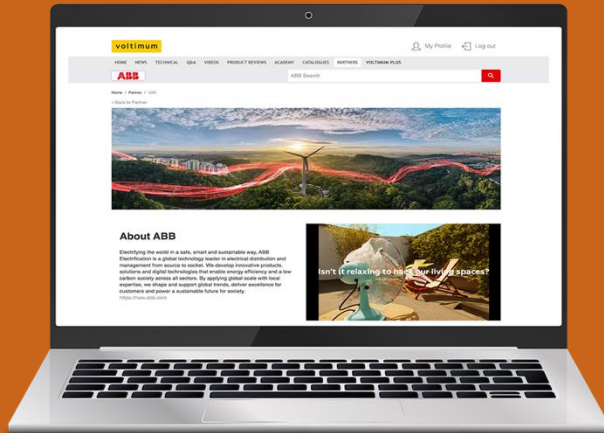 voltimum
My Profile
Log out
HOME NEWS TECHNICAL Q&A VIDEOS PRODUCT REVIEWS ACADEMY CATALOGUES PARTNERS VOLTIMUM PLUS
ABB
ABB Search
Home / Partner / ABB
< Back to Partner
About ABB
Electrifying the world in a safe, smart and sustainable way, ABB
Electrification is a global technology leader in electrical distribution and
management from source to socket. We develop innovative products,
solutions and digital technologies that enable energy efficiency and a low
carbon society across all sectors. By applying global scale with local
expertise, we shape and support global trends, deliver excellence for
customers and power a sustainable future for society.
https://new.abb.com
Isn't it relaxing to hack our living spaces?